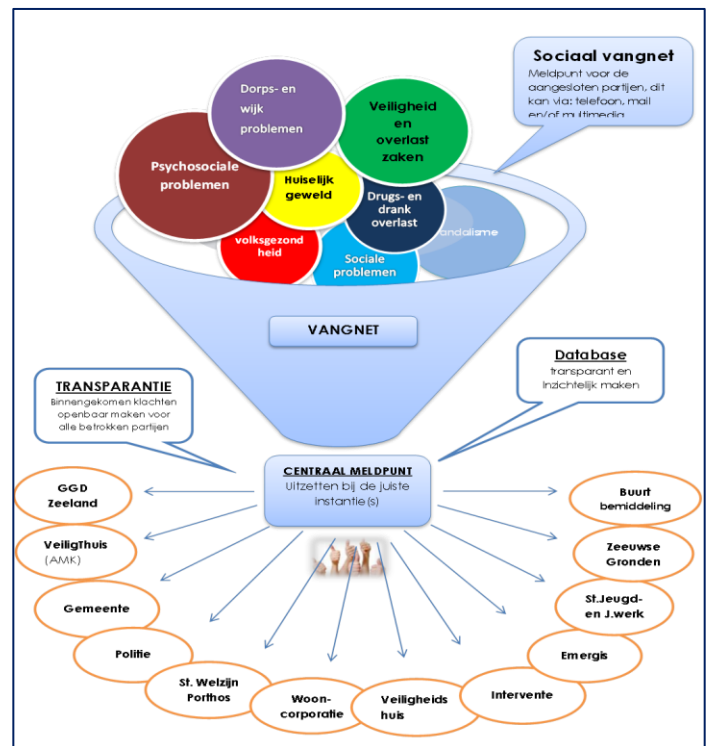 Sociaal vangnet
Meldpunt voor de
aangesloten partijen, dit
kan via: telefoon, mail
en/of multimedia
Dorps- en
wijk
problemen
Veiligheid
en
overlast
zaken
Psychosociale
problemen
Huiselijk
geweld
Drugs- en
drank
overlast
andalisme
volksgezond
heid
Sociale
problemen
VANGNET
TRANSPARANTIE
Binnengekomen klachten
openbaar maken voor
alle betrokken partijen
Database
transparant en
Inzichtelijk maken
CENTRAAL MELDPUNT
Uitzetten bij de juiste
instantie(s)
GGD
Zeeland
VeiligThuis
(AMK)
Gemeente
Politie
St. Welzijn
Porthos
Woon-
corporatie
Veiligheids
huis
Intervente
Emergis
St.Jeugd-
en J.werk
Zeeuwse
Gronden
Buurt
bemiddeling